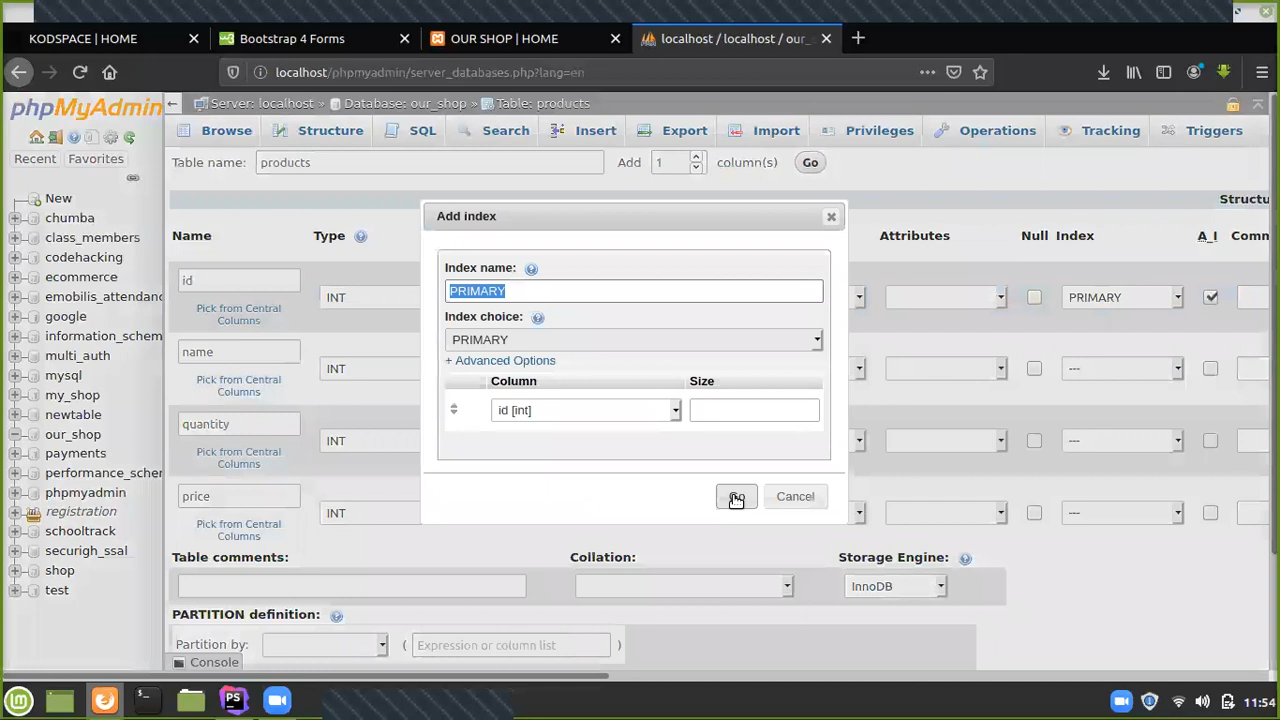 KODSPACE | HOME
Bootstrap 4 Forms
OUR SHOP | HOME
localhost / localhost / our_
localhost/phpmyadmin/server_databases.php?lang=en
phpMyAdmin
Server: localhost » Database: our_shop » Table: products
Browse Structure SQL Search Insert Export Import Privileges Operations Tracking Triggers
Recent Favorites
Table name: products Add 1 column(s) Go
New
chumba
class_members
codehacking
ecommerce
emobilis_attendanc
google
information_schem
multi_auth
mysql
my_shop
newtable
our_shop
payments
performance_schem
phpmyadmin
registration
schooltrack
securigh_ssal
shop
test
Structu
Name Type Attributes Null Index A_I Comm
id INT PRIMARY
Pick from Central
Columns
name INT ---
Pick from Central
Columns
quantity INT ---
Pick from Central
Columns
price INT ---
Pick from Central
Columns
Add index
Index name:
PRIMARY
Index choice:
PRIMARY
+ Advanced Options
Column Size
id [int]
Go Cancel
Table comments: Collation: Storage Engine:
InnoDB
PARTITION definition:
Partition by: ( Expression or column list )
Console
PS
11:54